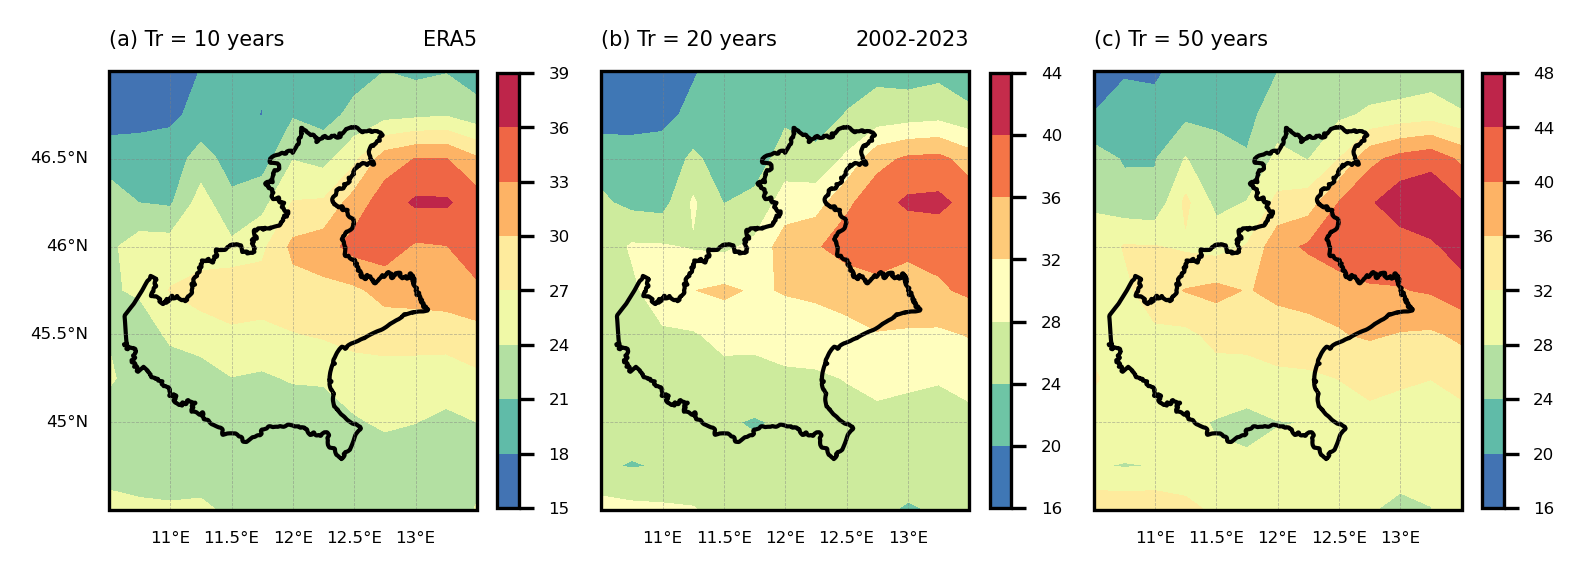 (a) Tr = 10 years ERA5
(b) Tr = 20 years 2002-2023
(c) Tr = 50 years
46.5°N
46°N
45.5°N
45°N
11°E 11.5°E 12°E 12.5°E 13°E
39
36
33
30
27
24
21
18
15
11°E 11.5°E 12°E 12.5°E 13°E
44
40
36
32
28
24
20
16
11°E 11.5°E 12°E 12.5°E 13°E
48
44
40
36
32
28
24
20
16